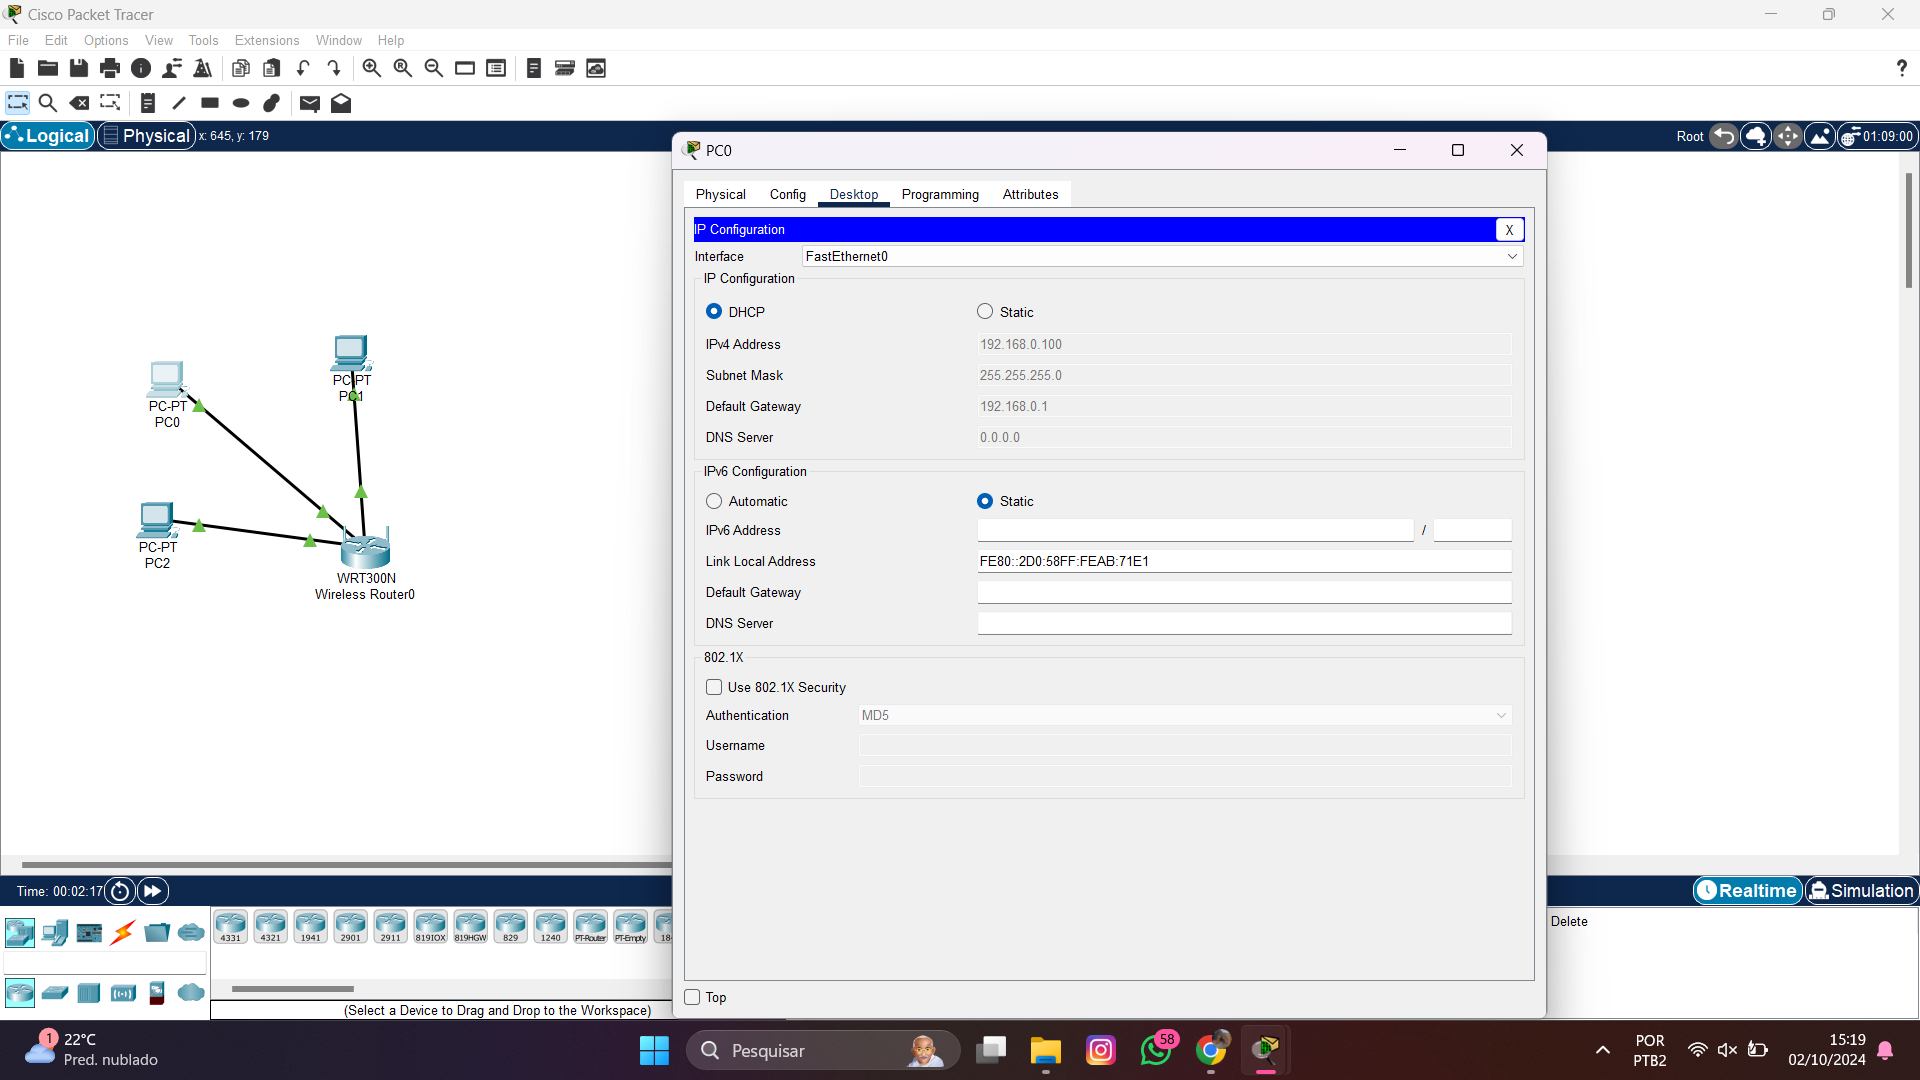 Cisco Packet Tracer
File Edit Options View Tools Extensions Window Help
?
Logical Physical x: 645, y: 179 Root 01:09:00
PC0
Physical Config Desktop Programming Attributes
IP Configuration X
Interface FastEthernet0
IP Configuration
DHCP Static
IPv4 Address 192.168.0.100
Subnet Mask 255.255.255.0
Default Gateway 192.168.0.1
DNS Server 0.0.0.0
IPv6 Configuration
Automatic Static
IPv6 Address /
Link Local Address FE80::2D0:58FF:FEAB:71E1
Default Gateway
DNS Server
802.1X
Use 802.1X Security
Authentication MD5
Username
Password
Top
PC-PT
PC1
PC-PT
PC0
PC-PT
PC2
WRT300N
Wireless Router0
Time: 00:02:17 Realtime Simulation
4331 4321 1941 2901 2911 819IOX 819HGW 829 1240 PT-Router PT-Empty 18
Delete
(Select a Device to Drag and Drop to the Workspace)
1 22°C
Pred. nublado
Pesquisar
58
POR
PTB2
15:19
02/10/2024